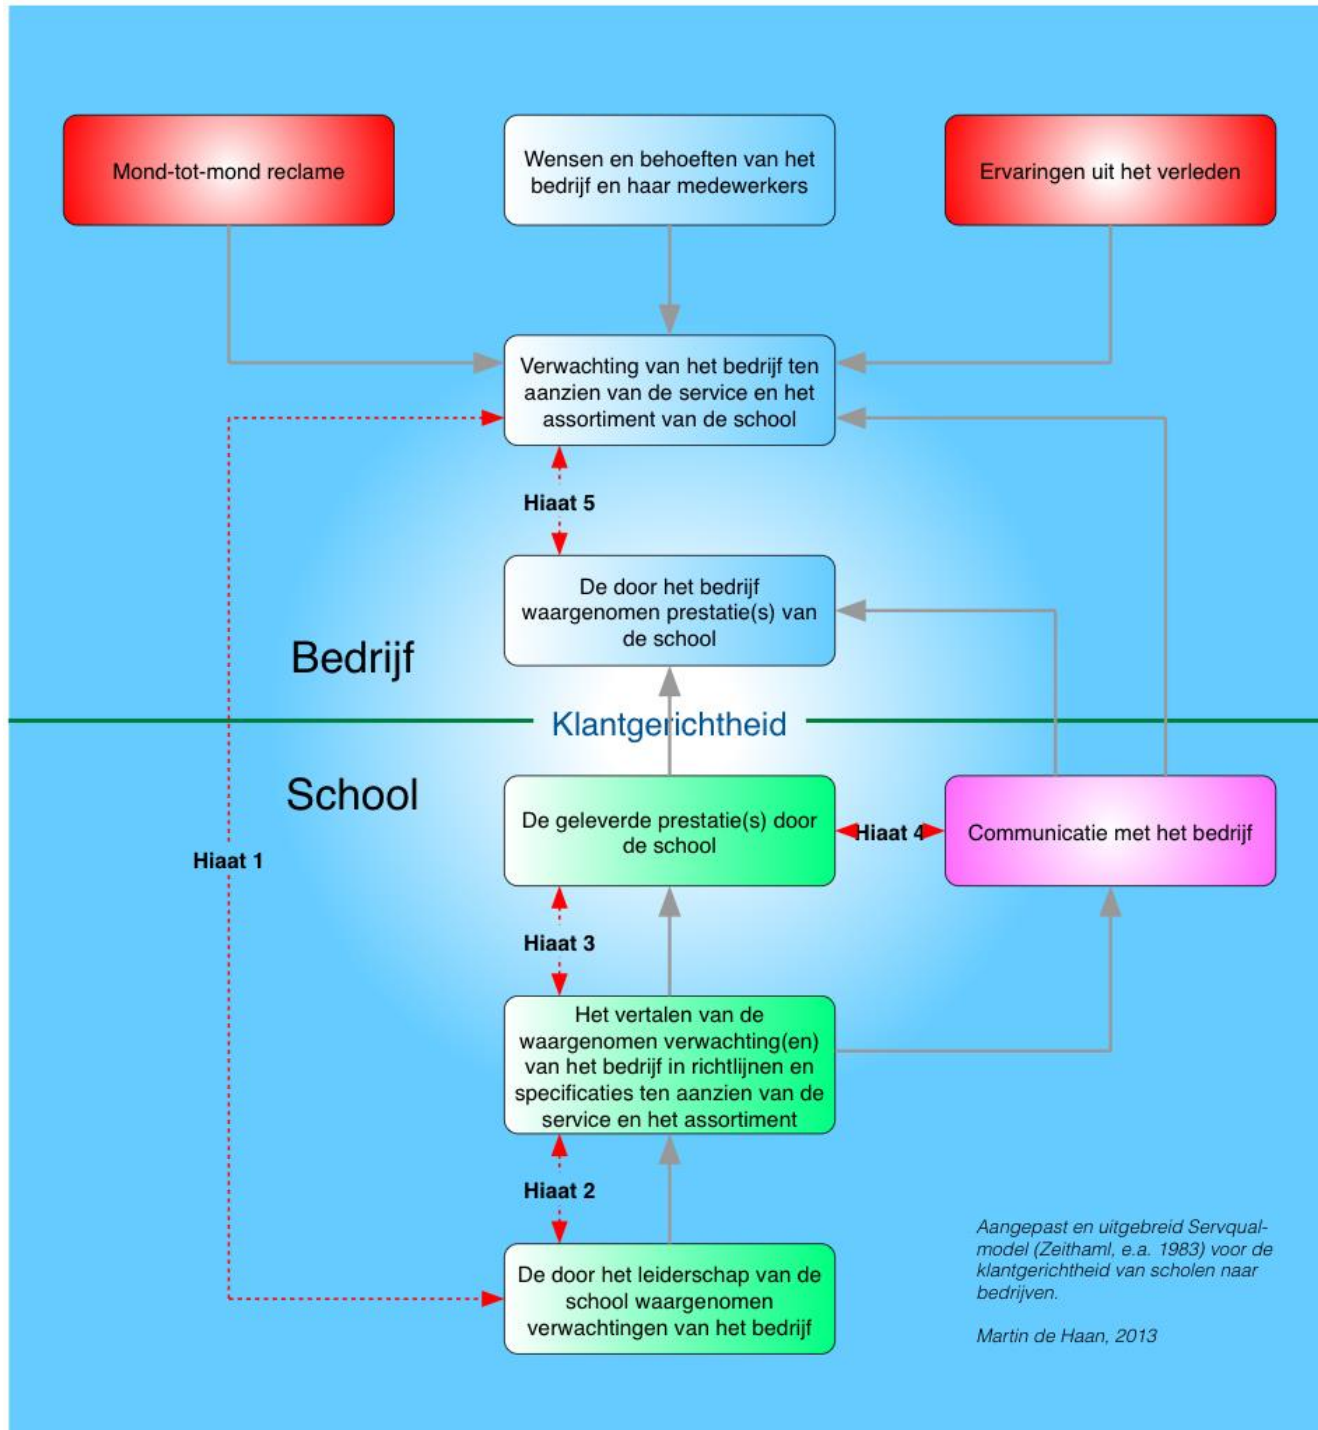 Mond-tot-mond reclame
Wensen en behoeften van het
bedrijf en haar medewerkers
Ervaringen uit het verleden
Verwachting van het bedrijf ten
aanzien van de service en het
assortiment van de school
Hiaat 5
De door het bedrijf
waargenomen prestatie(s) van
de school
Bedrijf
Klantgerichtheid
School
De geleverde prestatie(s) door
de school
Hiaat 4
Communicatie met het bedrijf
Hiaat 1
Hiaat 3
Het vertalen van de
waargenomen verwachting(en)
van het bedrijf in richtlijnen en
specificaties ten aanzien van de
service en het assortiment
Hiaat 2
De door het leiderschap van de
school waargenomen
verwachtingen van het bedrijf
Aangepast en uitgebreid Servqual-
model (Zeithaml, e.a. 1983) voor de
klantgerichtheid van scholen naar
bedrijven.
Martin de Haan, 2013